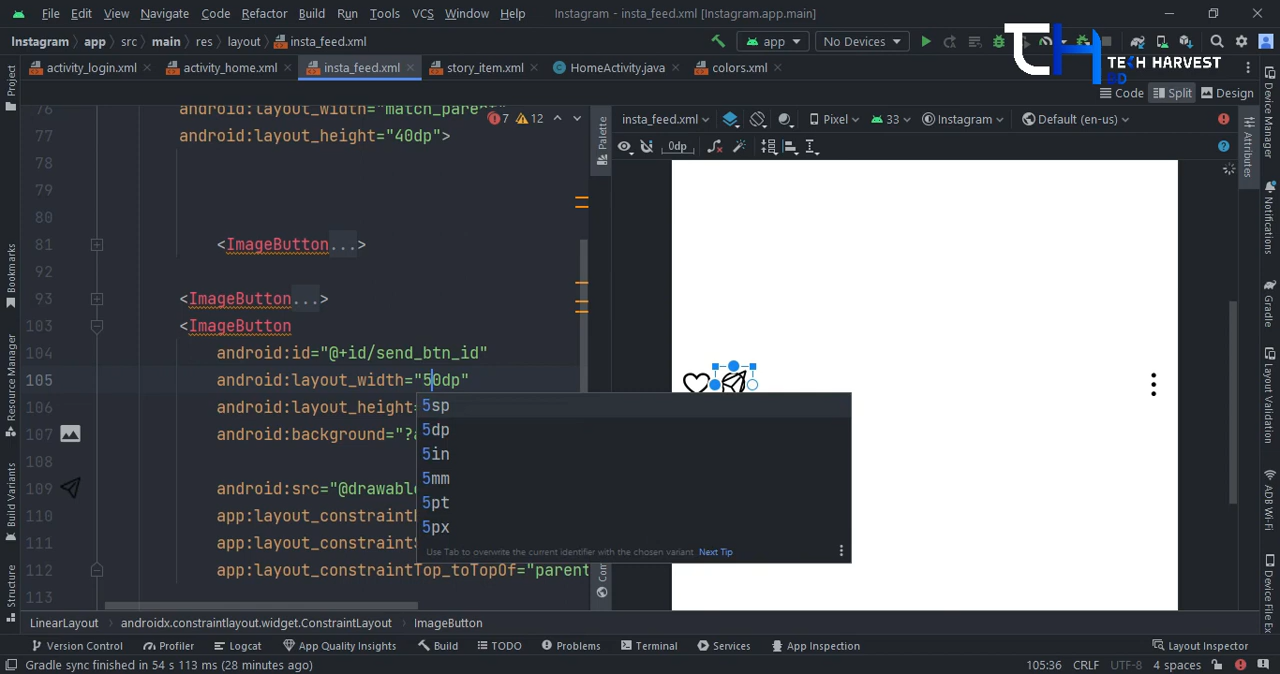 File Edit View Navigate Code Refactor Build Run Tools VCS Window Help Instagram - insta_feed.xml [Instagram.app.main]
Instagram app src main res layout insta_feed.xml app No Devices
TECH HARVEST
BD
activity_login.xml activity_home.xml insta_feed.xml story_item.xml HomeActivity.java colors.xml
Code Split Design
76 android:layout_width="match_parent"
7 12
insta_feed.xml Pixel 33 Instagram Default (en-us)
77 android:layout_height="40dp">
0dp
78
79
80
81 <ImageButton...>
92
93 <ImageButton...>
103 <ImageButton
104 android:id="@+id/send_btn_id"
105 android:layout_width="50dp"
106 android:layout_height=
107 android:background="?a
108
109 android:src="@drawable
110 app:layout_constraint
111 app:layout_constraint
112 app:layout_constraintTop_toTopOf="parent
113
5sp
5dp
5in
5mm
5pt
5px
Use Tab to overwrite the current identifier with the chosen variant. Next Tip
Project
Bookmarks
Resource Manager
Build Variants
Structure
Palette
Attributes
Device Manager
Notifications
Gradle
Layout Validation
ADB Wi-Fi
LinearLayout androidx.constraintlayout.widget.ConstraintLayout ImageButton
Version Control Profiler Logcat App Quality Insights Build TODO Problems Terminal Services App Inspection Layout Inspector
Gradle sync finished in 54 s 113 ms (28 minutes ago) 105:36 CRLF UTF-8 4 spaces